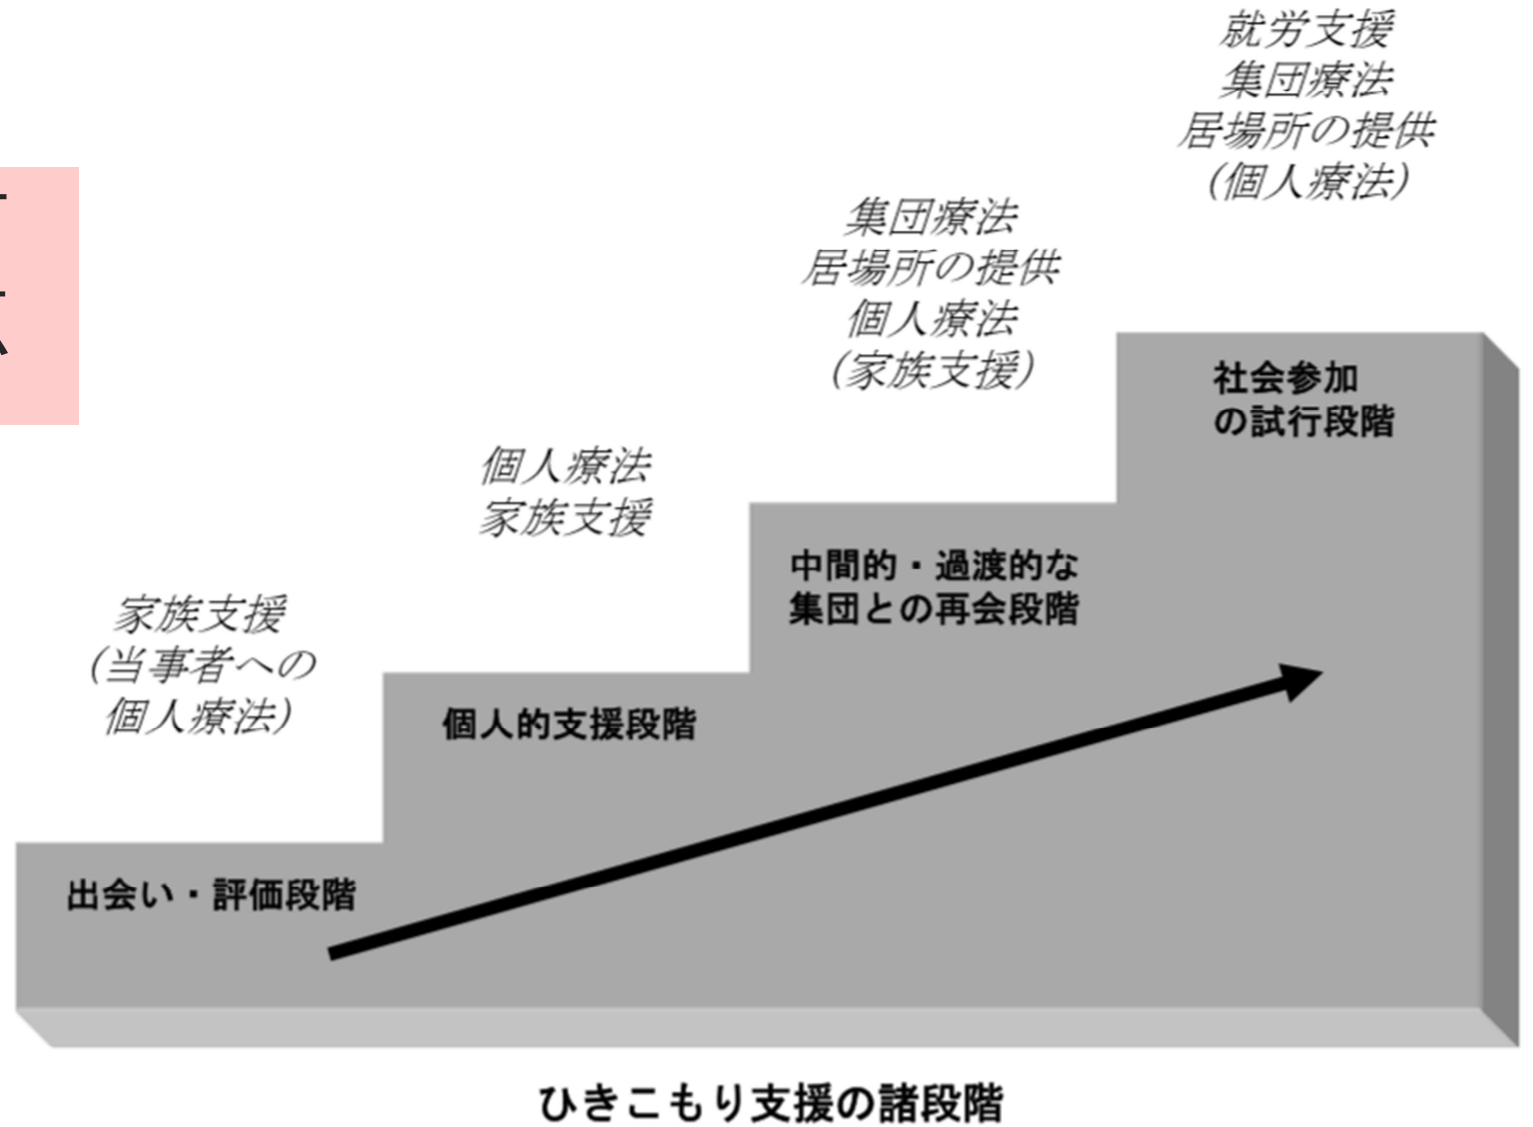 就労支援
集団療法
居場所の提供
(個人療法)
集団療法
居場所の提供
個人療法
(家族支援)
社会参加
の試行段階
個人療法
家族支援
中間的・過渡的な
集団との再会段階
家族支援
(当事者への
個人療法)
個人的支援段階
出会い・評価段階
ひきこもり支援の諸段階